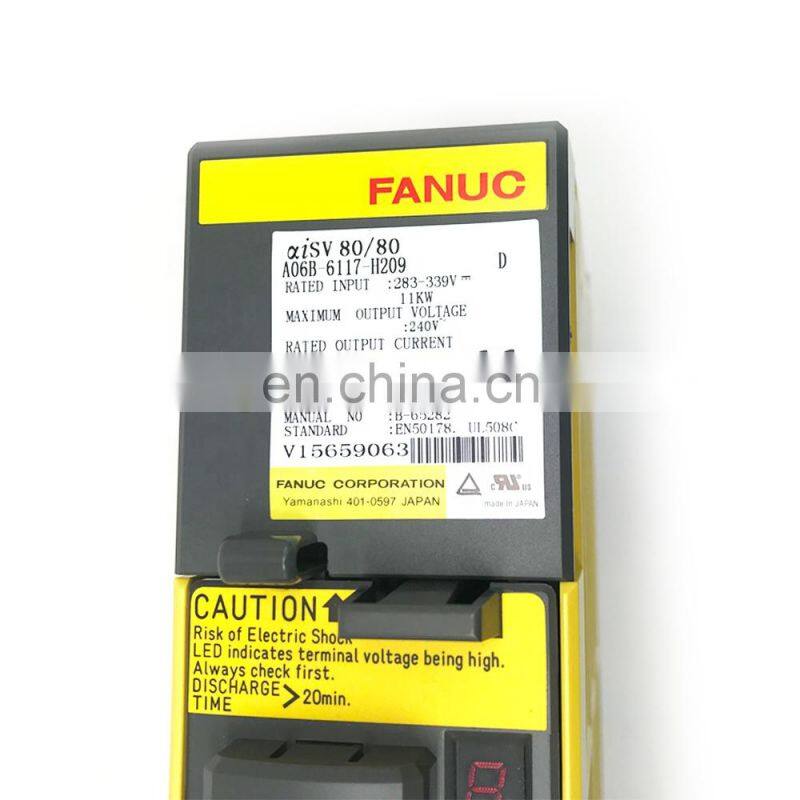 FANUC
αiSV 80/80
A06B-6117-H209 D
RATED INPUT :283-339V⎓
11KW
MAXIMUM OUTPUT VOLTAGE
:240V~
RATED OUTPUT CURRENT
en.china.cn
MANUAL NO :B-65282
STANDARD :EN50178. UL508C
V15659063
FANUC CORPORATION
Yamanashi 401-0597 JAPAN
C UR US
made in JAPAN
CAUTION
Risk of Electric Shock
LED indicates terminal voltage being high.
Always check first.
DISCHARGE
TIME > 20min.